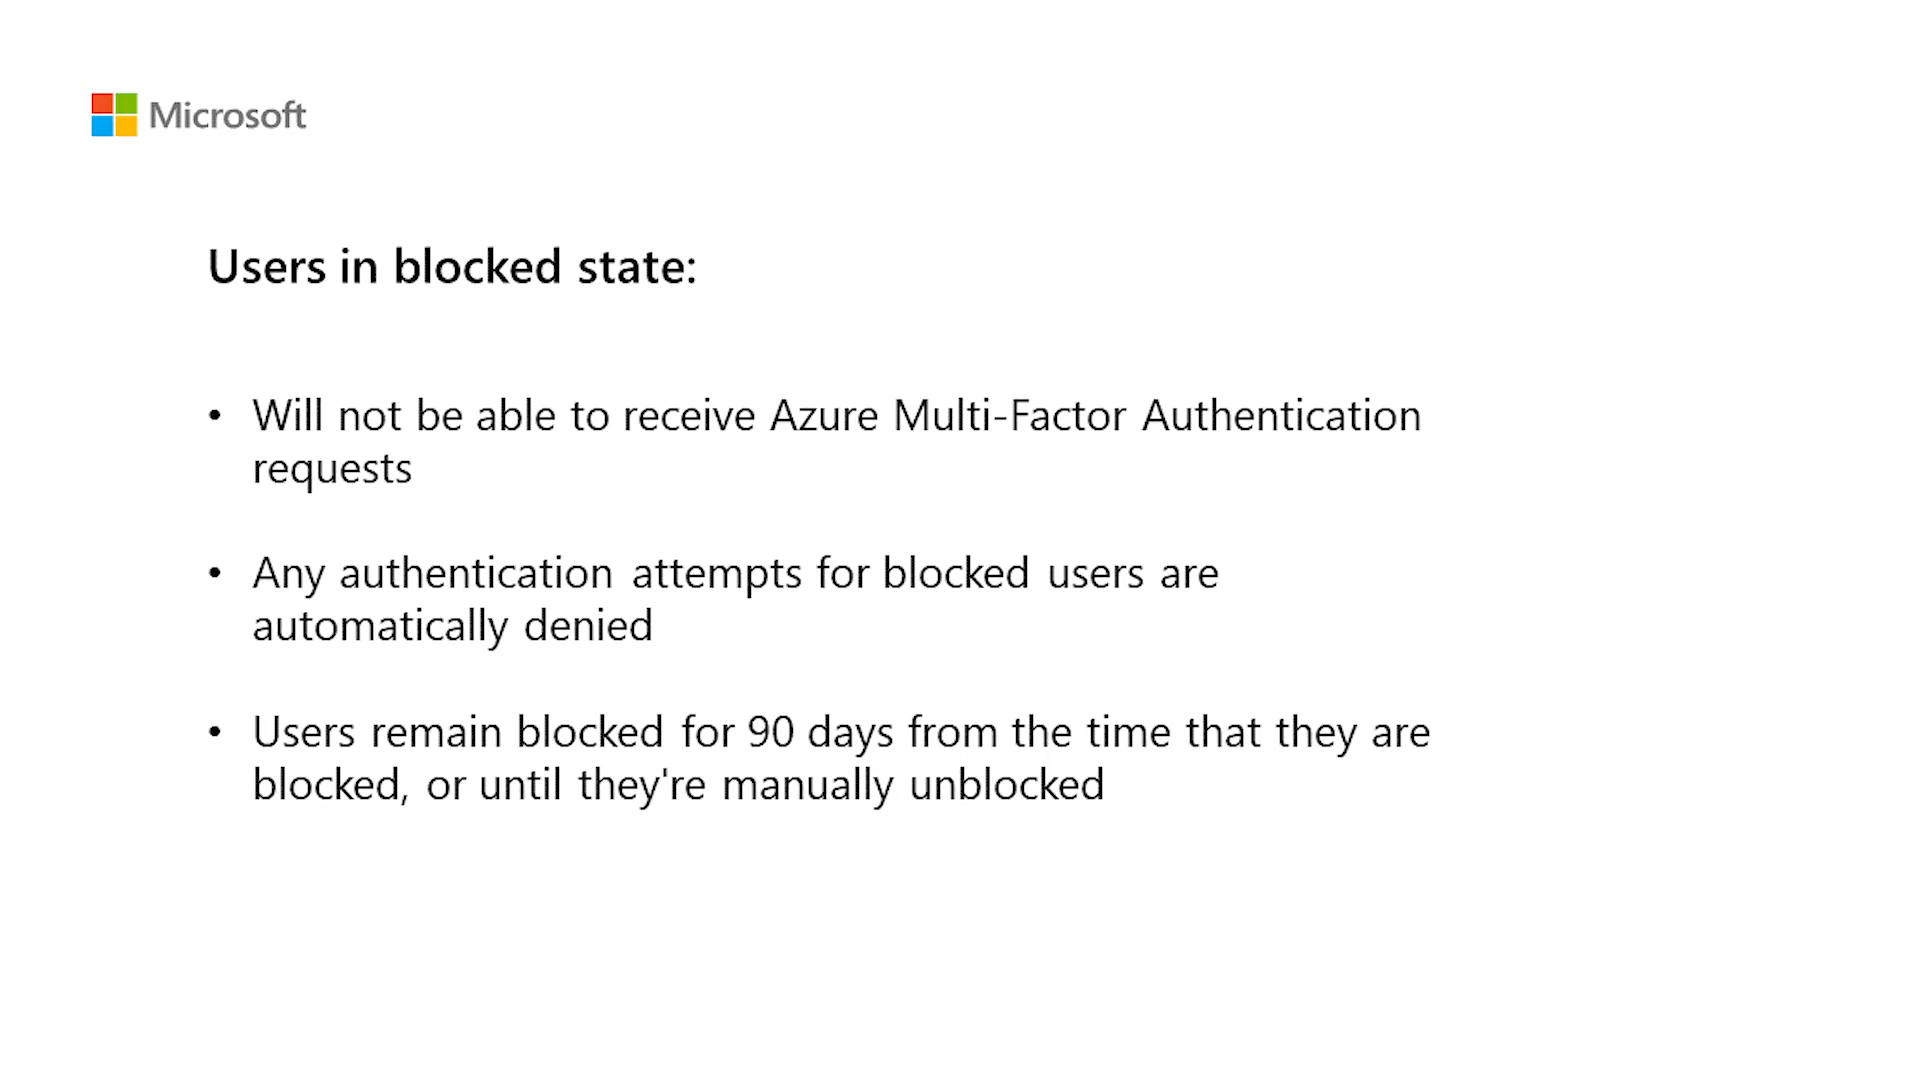 Microsoft
Users in blocked state:
• Will not be able to receive Azure Multi-Factor Authentication
requests
• Any authentication attempts for blocked users are
automatically denied
• Users remain blocked for 90 days from the time that they are
blocked, or until they're manually unblocked